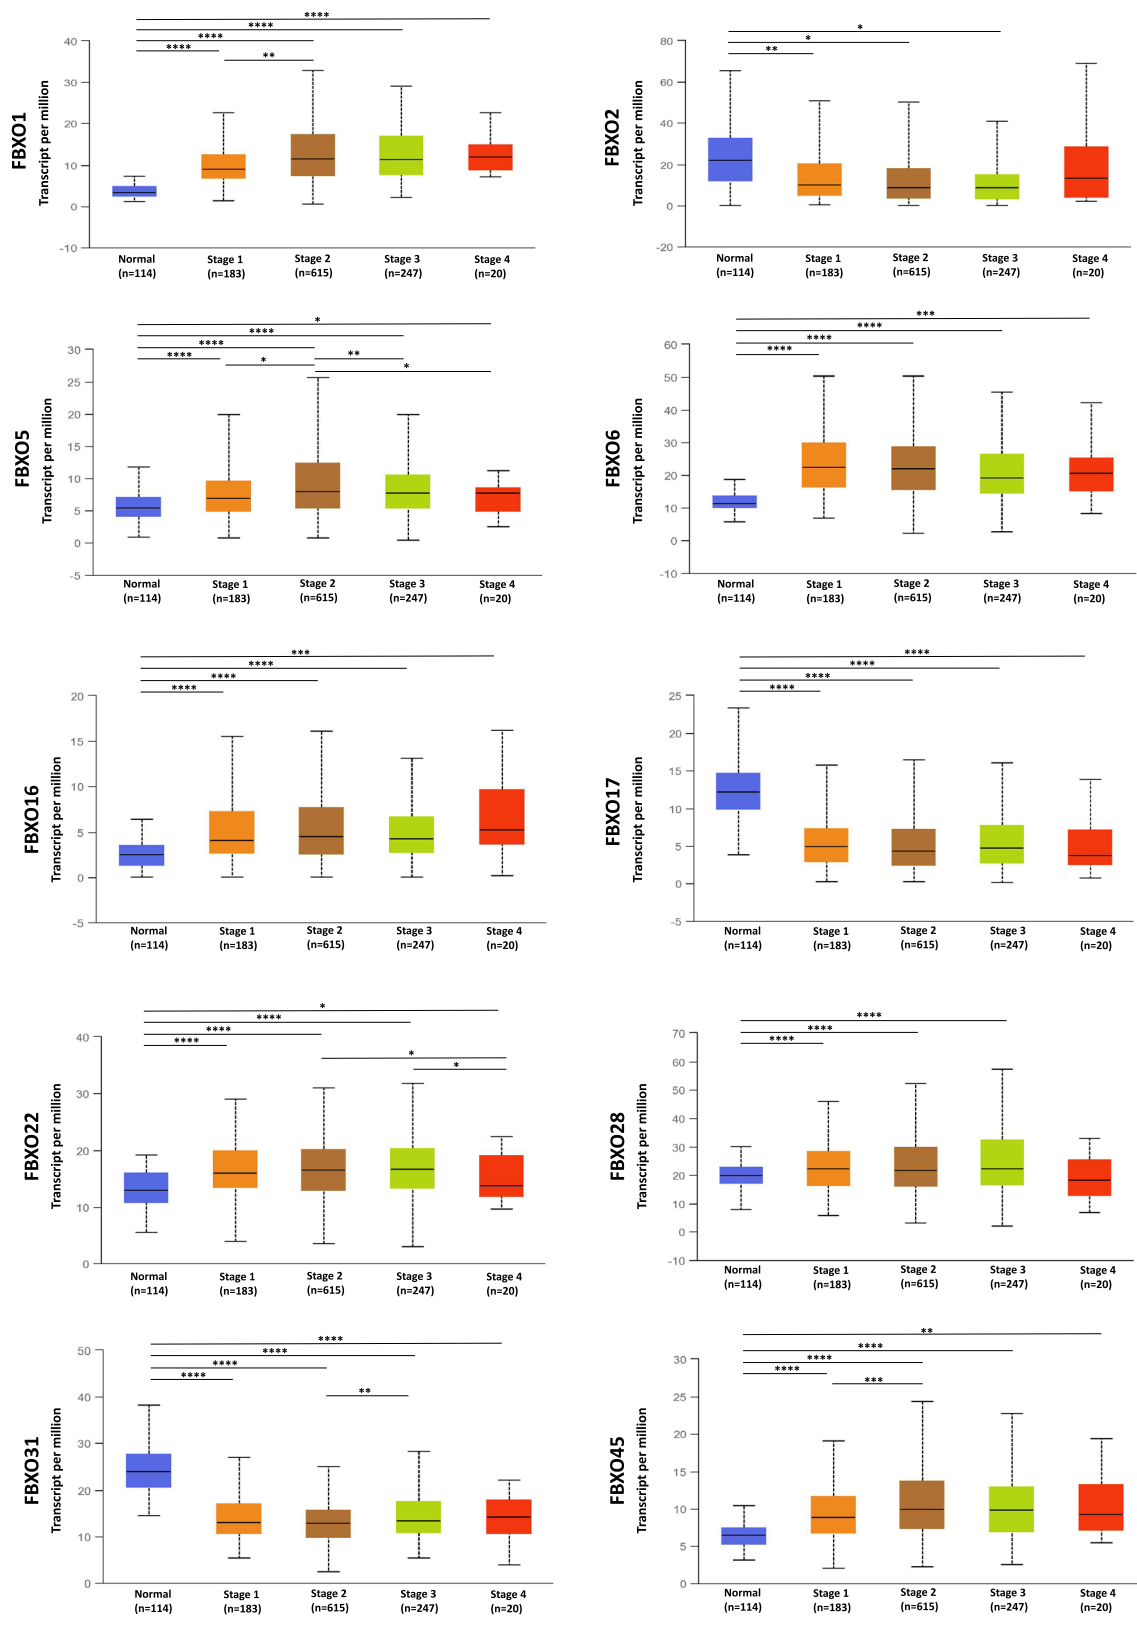 FBXO1
Transcript per million
****
****
****
****
**
40
30
20
10
0
-10
Normal
(n=114)
Stage 1
(n=183)
Stage 2
(n=615)
Stage 3
(n=247)
Stage 4
(n=20)
FBXO2
Transcript per million
*
*
**
80
60
40
20
0
-20
Normal
(n=114)
Stage 1
(n=183)
Stage 2
(n=615)
Stage 3
(n=247)
Stage 4
(n=20)
FBXO5
Transcript per million
*
****
****
**** **
* *
30
25
20
15
10
5
0
-5
Normal
(n=114)
Stage 1
(n=183)
Stage 2
(n=615)
Stage 3
(n=247)
Stage 4
(n=20)
FBXO6
Transcript per million
***
****
****
****
60
50
40
30
20
10
0
-10
Normal
(n=114)
Stage 1
(n=183)
Stage 2
(n=615)
Stage 3
(n=247)
Stage 4
(n=20)
FBXO16
Transcript per million
***
****
****
****
20
15
10
5
0
-5
Normal
(n=114)
Stage 1
(n=183)
Stage 2
(n=615)
Stage 3
(n=247)
Stage 4
(n=20)
FBXO17
Transcript per million
****
****
****
****
25
20
15
10
5
0
-5
Normal
(n=114)
Stage 1
(n=183)
Stage 2
(n=615)
Stage 3
(n=247)
Stage 4
(n=20)
FBXO22
Transcript per million
*
****
****
****
*
*
40
30
20
10
0
Normal
(n=114)
Stage 1
(n=183)
Stage 2
(n=615)
Stage 3
(n=247)
Stage 4
(n=20)
FBXO28
Transcript per million
****
****
****
70
60
50
40
30
20
10
0
-10
Normal
(n=114)
Stage 1
(n=183)
Stage 2
(n=615)
Stage 3
(n=247)
Stage 4
(n=20)
FBXO31
Transcript per million
****
****
****
****
**
50
40
30
20
10
0
Normal
(n=114)
Stage 1
(n=183)
Stage 2
(n=615)
Stage 3
(n=247)
Stage 4
(n=20)
FBXO45
Transcript per million
**
****
****
****
***
30
25
20
15
10
5
0
Normal
(n=114)
Stage 1
(n=183)
Stage 2
(n=615)
Stage 3
(n=247)
Stage 4
(n=20)